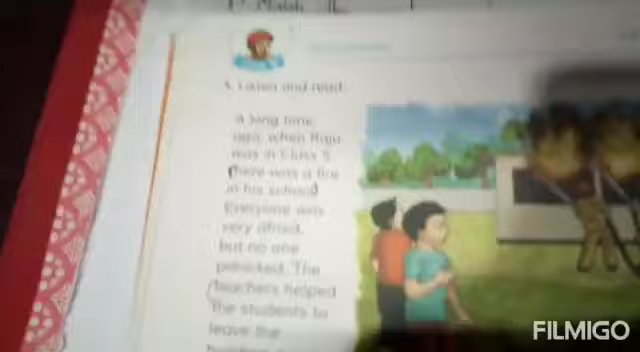 1. Listen and read.
A long time
ago, when Raju
was in Class 5,
there was a fire
in his school.
Everyone was
very afraid,
but no one
panicked. The
teachers helped
the students to
leave the
FILMIGO